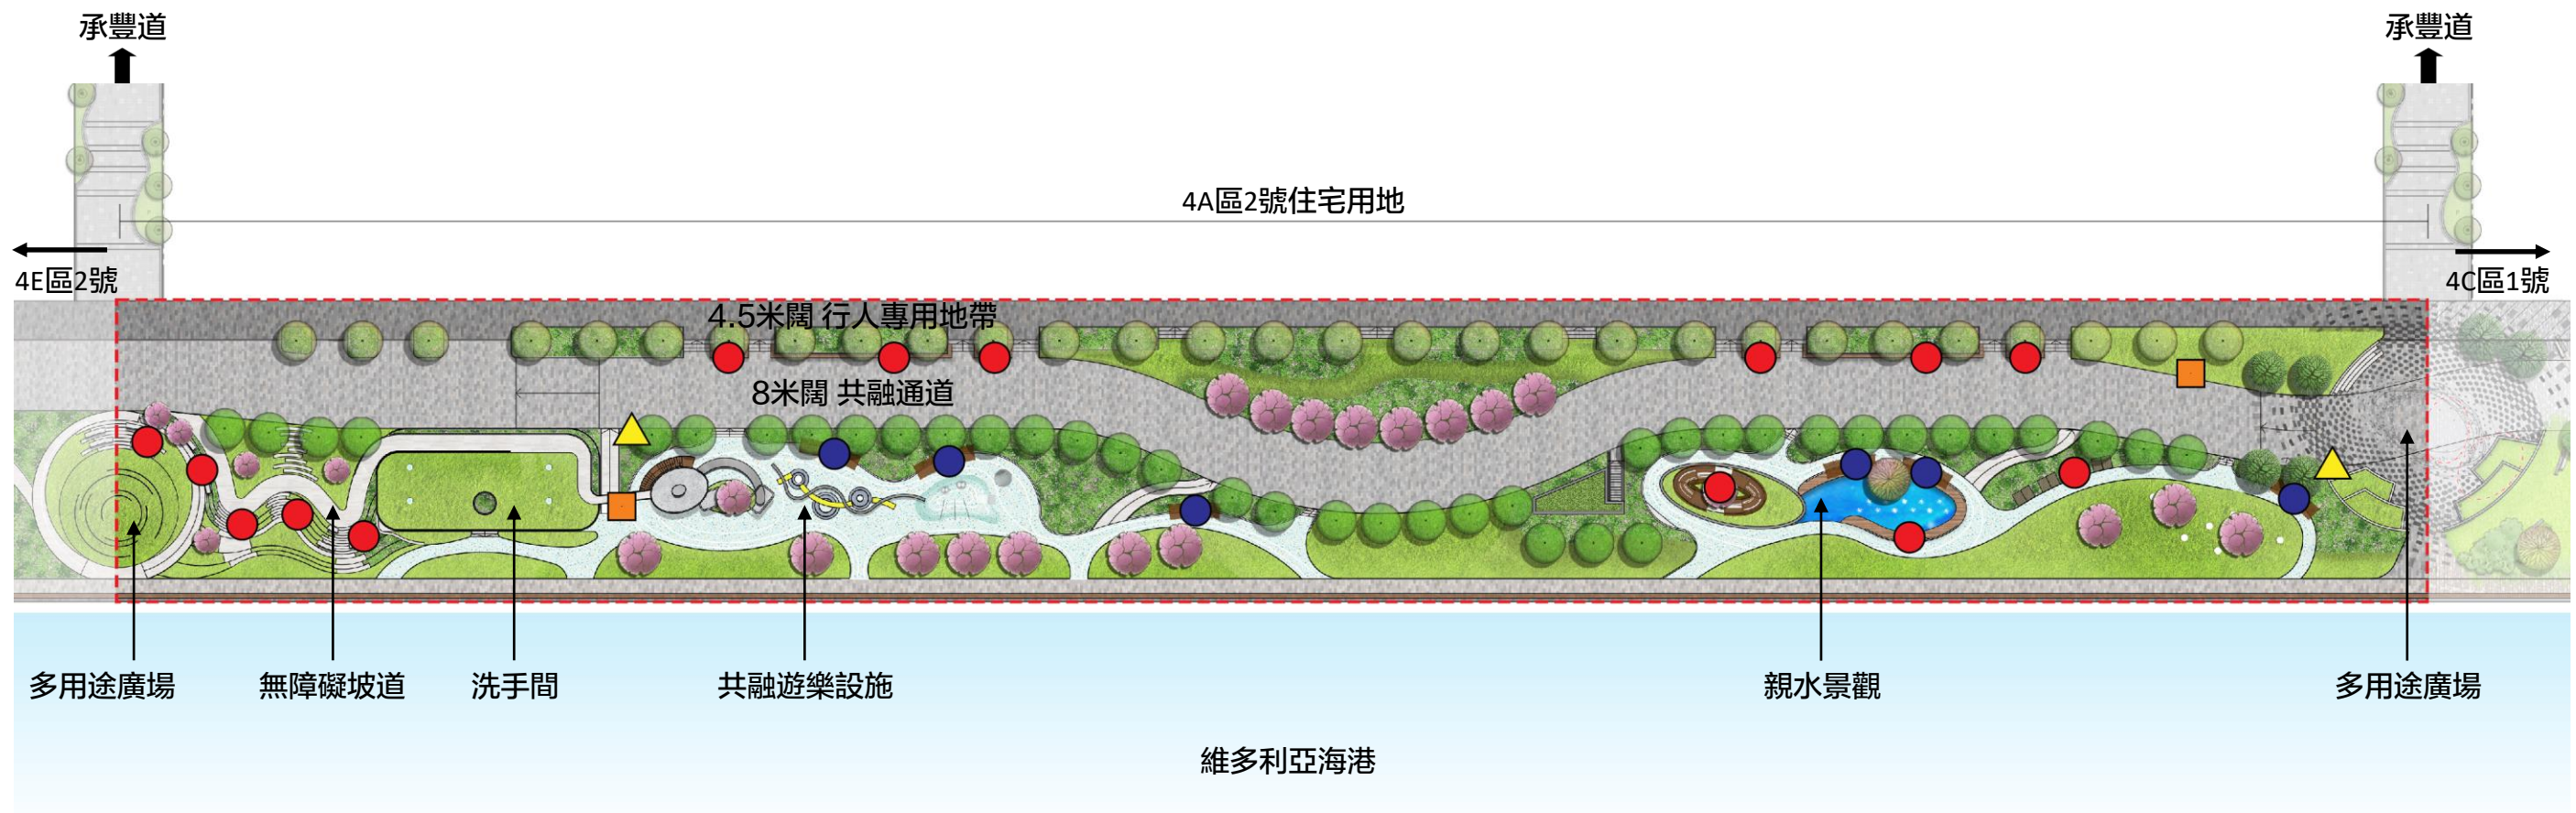 承豐道
承豐道
4A區2號住宅用地
4E區2號
4C區1號
4.5米闊 行人專用地帶
8米闊 共融通道
多用途廣場
無障礙坡道
洗手間
共融遊樂設施
親水景觀
多用途廣場
維多利亞海港